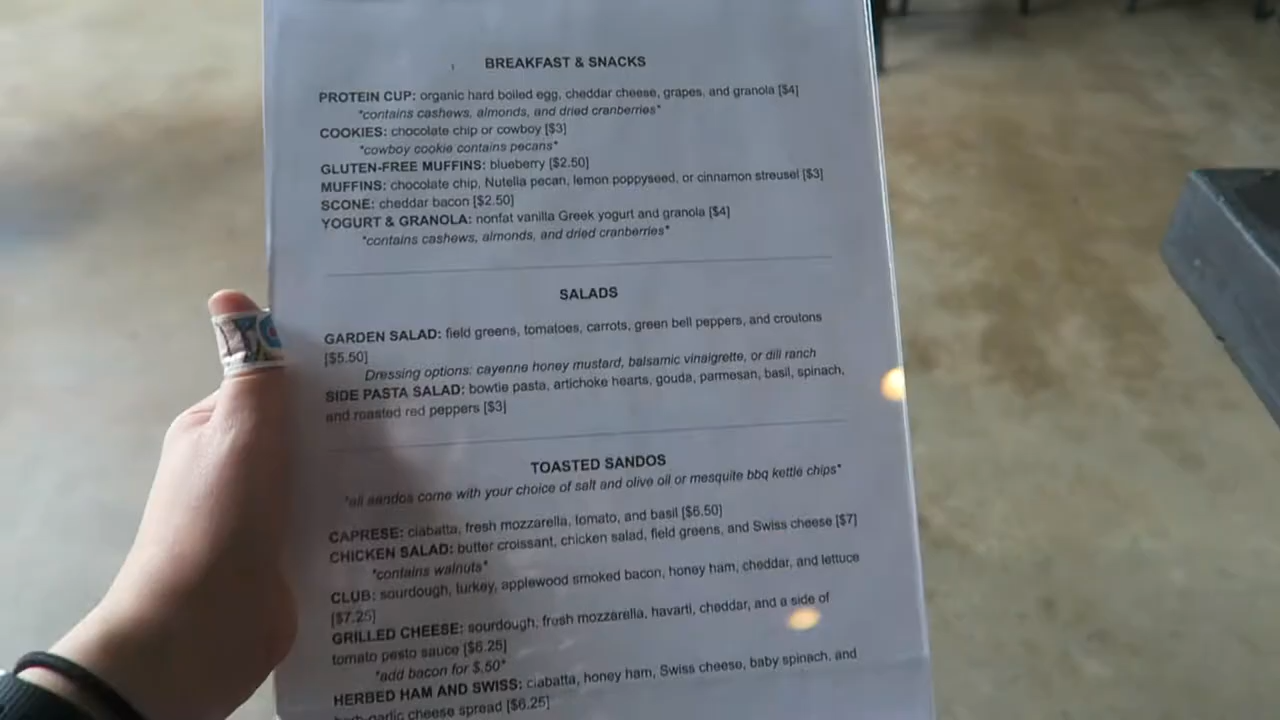 BREAKFAST & SNACKS
PROTEIN CUP: organic hard boiled egg, cheddar cheese, grapes, and granola [$4]
*contains cashews, almonds, and dried cranberries*
COOKIES: chocolate chip or cowboy [$3]
*cowboy cookie contains pecans*
GLUTEN-FREE MUFFINS: blueberry [$2.50]
MUFFINS: chocolate chip, Nutella pecan, lemon poppyseed, or cinnamon streusel [$3]
SCONE: cheddar bacon [$2.50]
YOGURT & GRANOLA: nonfat vanilla Greek yogurt and granola [$4]
*contains cashews, almonds, and dried cranberries*
SALADS
GARDEN SALAD: field greens, tomatoes, carrots, green bell peppers, and croutons
[$5.50]
Dressing options: cayenne honey mustard, balsamic vinaigrette, or dill ranch
SIDE PASTA SALAD: bowtie pasta, artichoke hearts, gouda, parmesan, basil, spinach,
and roasted red peppers [$3]
TOASTED SANDOS
*all sandos come with your choice of salt and olive oil or mesquite bbq kettle chips*
CAPRESE: ciabatta, fresh mozzarella, tomato, and basil [$6.50]
CHICKEN SALAD: butter croissant, chicken salad, field greens, and Swiss cheese [$7]
*contains walnuts*
CLUB: sourdough, turkey, applewood smoked bacon, honey ham, cheddar, and lettuce
[$7.25]
GRILLED CHEESE: sourdough, fresh mozzarella, havarti, cheddar, and a side of
tomato pesto sauce [$6.25]
*add bacon for $.50*
HERBED HAM AND SWISS: ciabatta, honey ham, Swiss cheese, baby spinach, and
herb garlic cheese spread [$6.25]